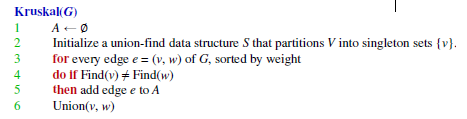 Kruskal(G)
1 A ← Ø
2 Initialize a union-find data structure S that partitions V into singleton sets {v}.
3 for every edge e = (v, w) of G, sorted by weight
4 do if Find(v) ≠ Find(w)
5 then add edge e to A
6 Union(v, w)